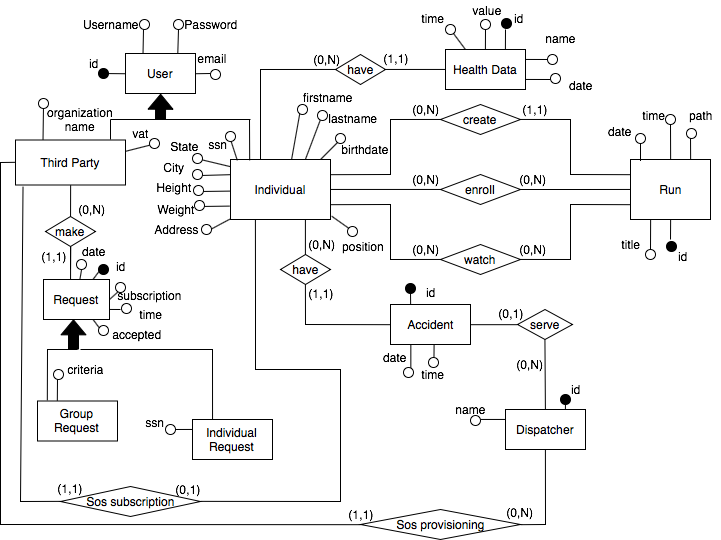 Username
Password
id
User
email
time
value
id
name
(0,N)
have
(1,1)
Health Data
date
organization
name
vat
Third Party
firstname
lastname
birthdate
ssn
State
City
Height
Weight
Address
Individual
position
(0,N)
create
(1,1)
(0,N)
enroll
(0,N)
(0,N)
watch
(0,N)
date
time
path
Run
title
id
(0,N)
make
(1,1)
date
id
Request
subscription
time
accepted
(0,N)
have
(1,1)
id
Accident
date
time
(0,1)
serve
(0,N)
criteria
Group
Request
ssn
Individual
Request
name
id
Dispatcher
(1,1)
Sos subscription
(0,1)
(1,1)
Sos provisioning
(0,N)